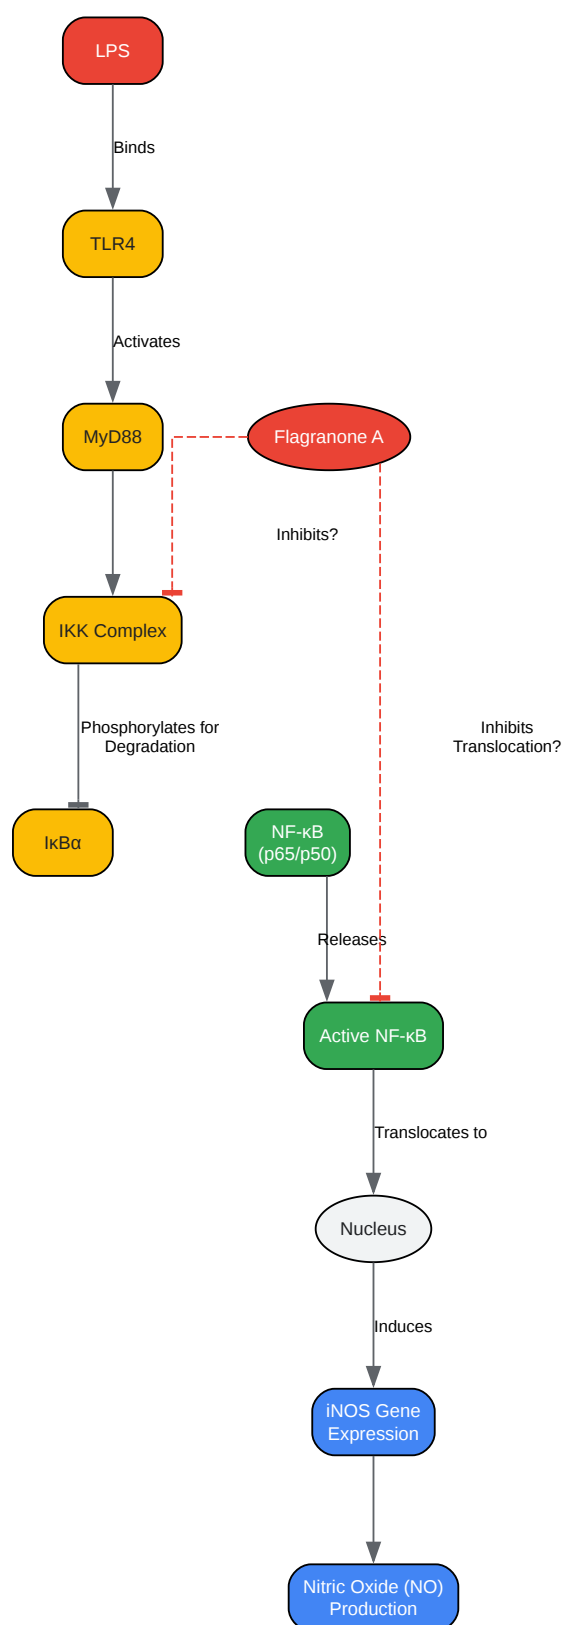 LPS
Binds
TLR4
Activates
MyD88
Flagranone A
Inhibits?
IKK Complex
Phosphorylates for
Degradation
Inhibits
Translocation?
IκBα
NF-κB
(p65/p50)
Releases
Active NF-κB
Translocates to
Nucleus
Induces
iNOS Gene
Expression
Nitric Oxide (NO)
Production